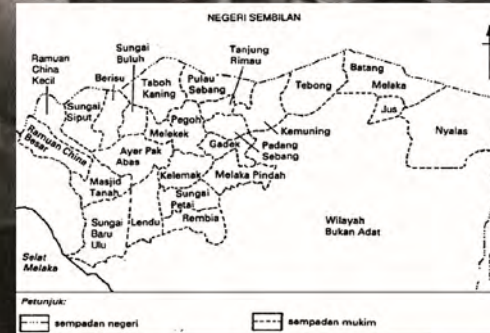 NEGERI SEMBILAN
Ramuan
China
Kecil
Sungai
Buluh
Berisu
Taboh
Kaning
Pulau
Sebang
Tanjung
Rimau
Batang
Melaka
Tebong
Sungai
Siput
Pegoh
Jus
Nyalas
Melekek
Kemuning
Ramuan China
Besar
Ayer Pak
Abas
Gadek
Padang
Sebang
Masjid
Tanah
Kelemak
Melaka Pindah
Sungai
Petai
Sungai
Baru
Ulu
Lendu
Rembia
Wilayah
Bukan Adat
Selat
Melaka
Petunjuk:
sempadan negeri
sempadan mukim